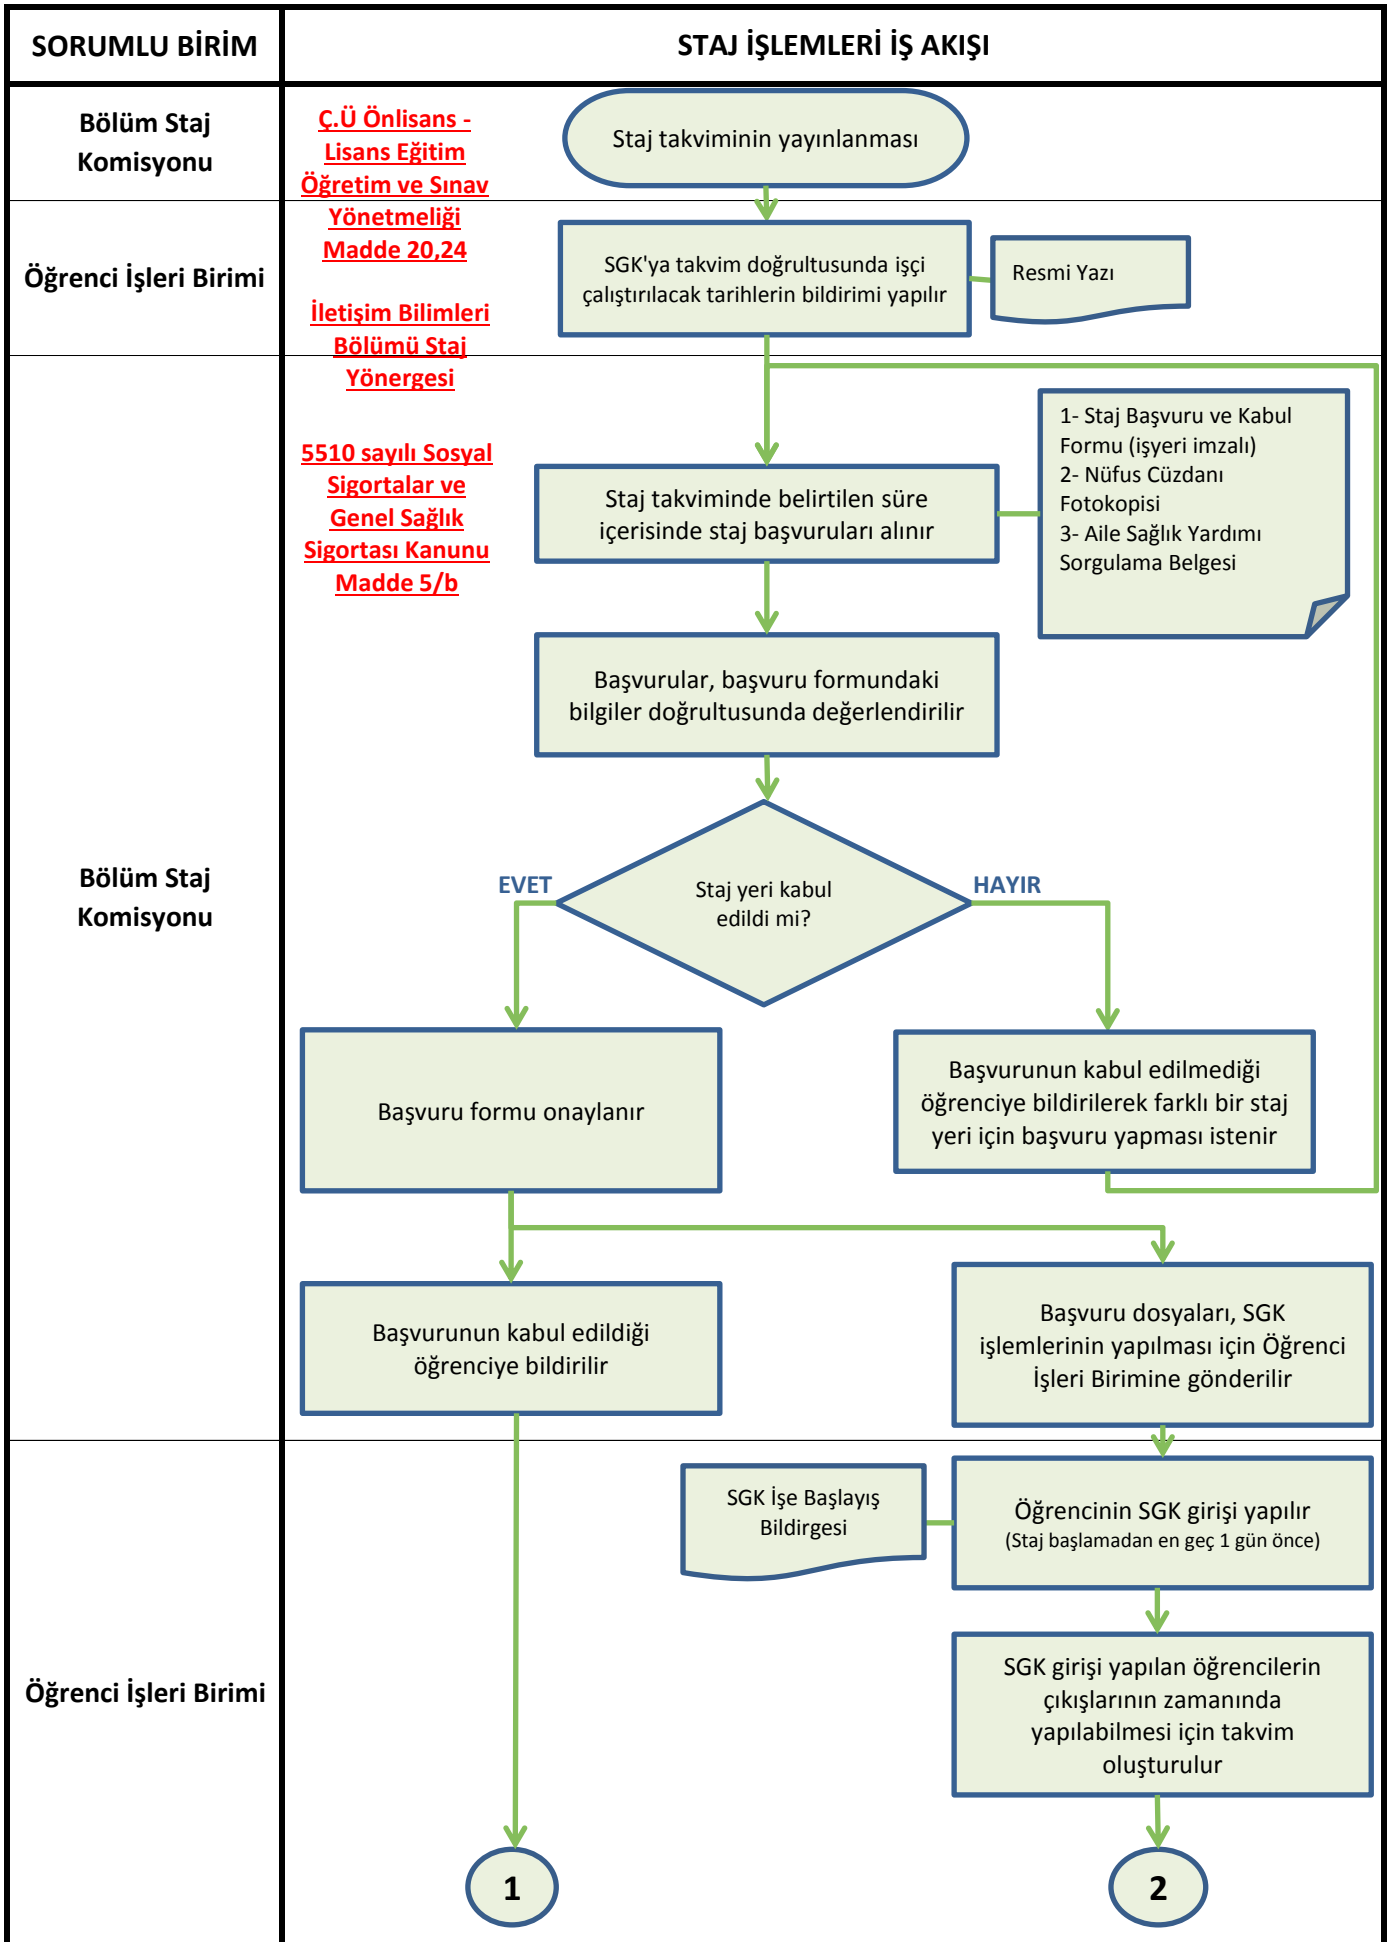 SORUMLU BİRİM
STAJ İŞLEMLERİ İŞ AKIŞI
Bölüm Staj
Komisyonu
Ç.Ü Önlisans -
Lisans Eğitim
Öğretim ve Sınav
Yönetmeliği
Madde 20,24
İletişim Bilimleri
Bölümü Staj
Yönergesi
5510 sayılı Sosyal
Sigortalar ve
Genel Sağlık
Sigortası Kanunu
Madde 5/b
Staj takviminin yayınlanması
Öğrenci İşleri Birimi
SGK'ya takvim doğrultusunda işçi
çalıştırılacak tarihlerin bildirimi yapılır
Resmi Yazı
Bölüm Staj
Komisyonu
Staj takviminde belirtilen süre
içerisinde staj başvuruları alınır
1- Staj Başvuru ve Kabul
Formu (işyeri imzalı)
2- Nüfus Cüzdanı
Fotokopisi
3- Aile Sağlık Yardımı
Sorgulama Belgesi
Başvurular, başvuru formundaki
bilgiler doğrultusunda değerlendirilir
EVET
Staj yeri kabul
edildi mi?
HAYIR
Başvuru formu onaylanır
Başvurunun kabul edilmediği
öğrenciye bildirilerek farklı bir staj
yeri için başvuru yapması istenir
Başvurunun kabul edildiği
öğrenciye bildirilir
Başvuru dosyaları, SGK
işlemlerinin yapılması için Öğrenci
İşleri Birimine gönderilir
Öğrenci İşleri Birimi
SGK İşe Başlayış
Bildirgesi
Öğrencinin SGK girişi yapılır
(Staj başlamadan en geç 1 gün önce)
SGK girişi yapılan öğrencilerin
çıkışlarının zamanında
yapılabilmesi için takvim
oluşturulur
1
2